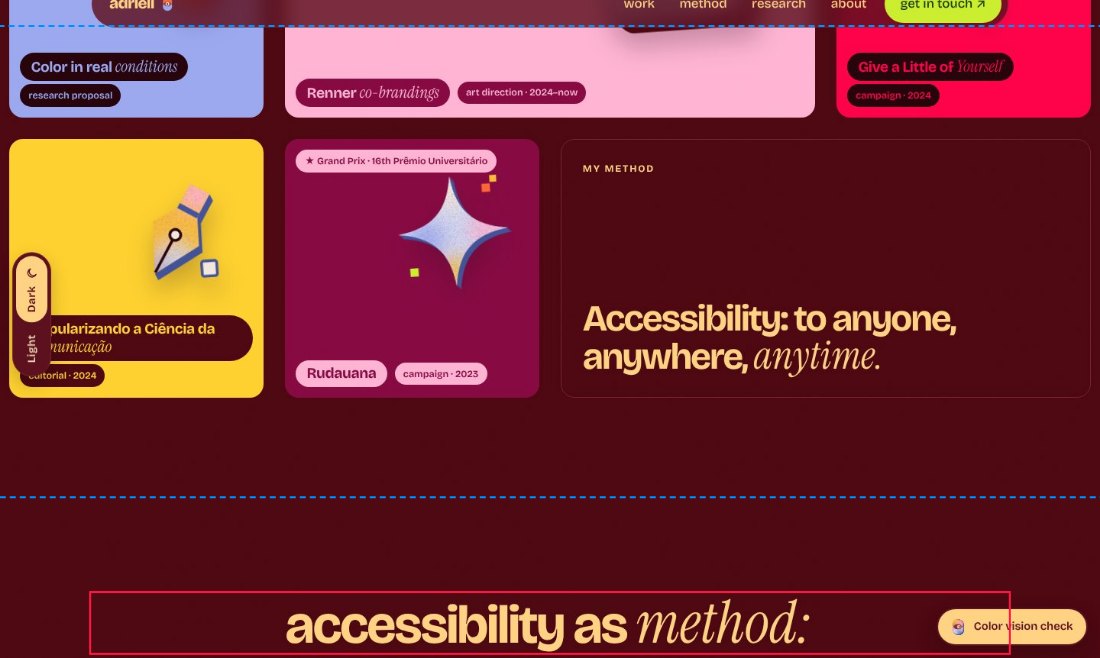 adriell
work method research about get in touch ↗
Color in real conditions
research proposal
Renner co-brandings
art direction · 2024–now
Give a Little of Yourself
campaign · 2024
★ Grand Prix · 16th Prêmio Universitário
MY METHOD
Dark
Light
a Ciência da
editorial · 2024
Rudauana
campaign · 2023
Accessibility: to anyone,
anywhere, anytime.
accessibility as method:
Color vision check